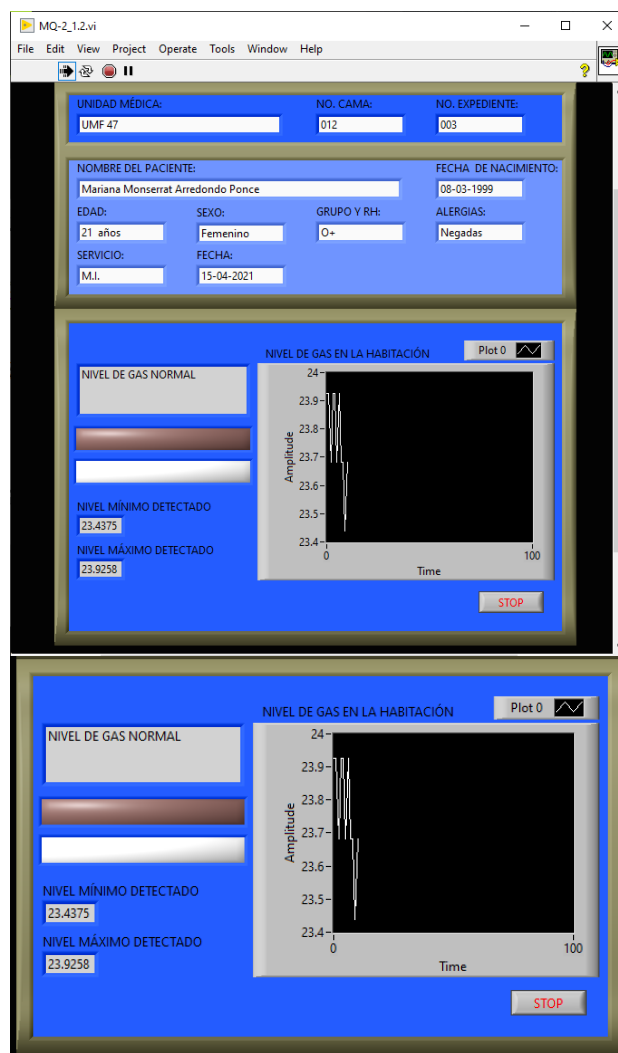 MQ-2_1.2.vi
File Edit View Project Operate Tools Window Help
UNIDAD MÉDICA: NO. CAMA: NO. EXPEDIENTE:
UMF 47 012 003
NOMBRE DEL PACIENTE: FECHA DE NACIMIENTO:
Mariana Monserrat Arredondo Ponce 08-03-1999
EDAD: SEXO: GRUPO Y RH: ALERGIAS:
21 años Femenino O+ Negadas
SERVICIO: FECHA:
M.I. 15-04-2021
NIVEL DE GAS EN LA HABITACIÓN Plot 0
NIVEL DE GAS NORMAL
24
23.9
23.8
23.7
23.6
23.5
23.4
Amplitude
0 100
Time
NIVEL MÍNIMO DETECTADO
23.4375
NIVEL MÁXIMO DETECTADO
23.9258
STOP
NIVEL DE GAS EN LA HABITACIÓN Plot 0
NIVEL DE GAS NORMAL
24
23.9
23.8
23.7
23.6
23.5
23.4
Amplitude
0 100
Time
NIVEL MÍNIMO DETECTADO
23.4375
NIVEL MÁXIMO DETECTADO
23.9258
STOP